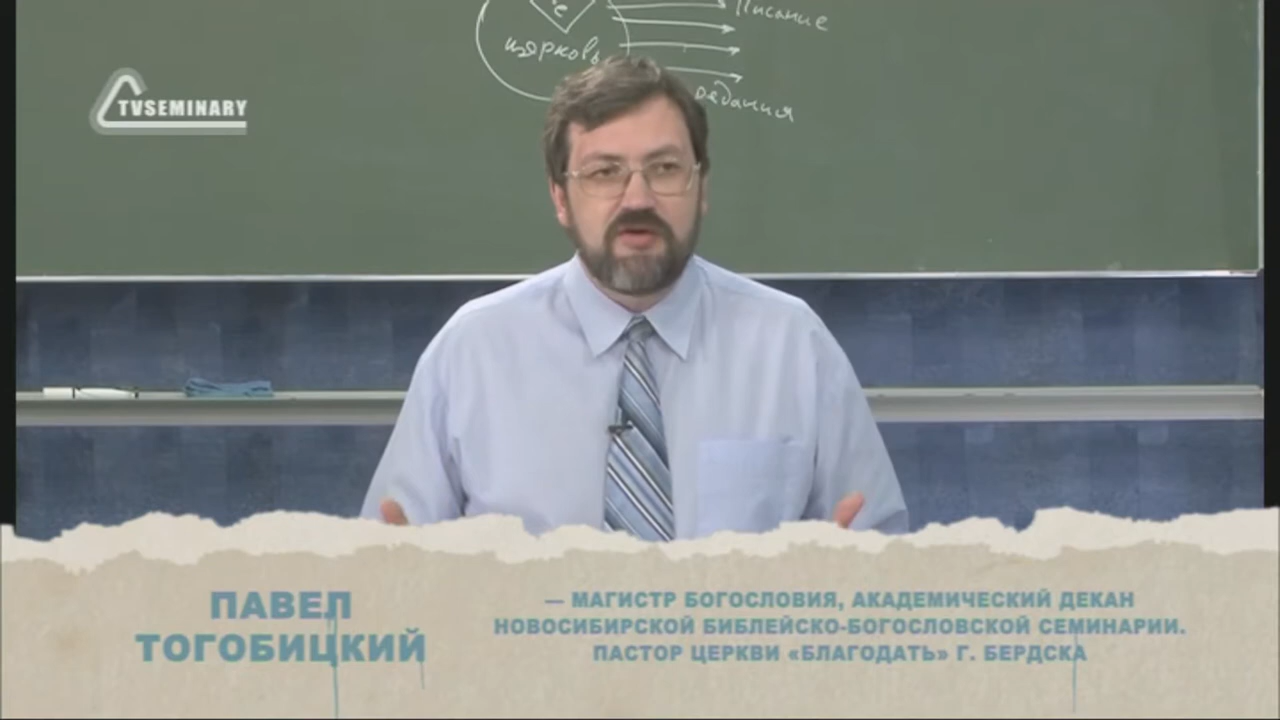 Писание
е
церковь
TVSEMINARY
ПАВЕЛ
ТОГОБИЦКИЙ
— МАГИСТР БОГОСЛОВИЯ, АКАДЕМИЧЕСКИЙ ДЕКАН
НОВОСИБИРСКОЙ БИБЛЕЙСКО-БОГОСЛОВСКОЙ СЕМИНАРИИ.
ПАСТОР ЦЕРКВИ «БЛАГОДАТЬ» Г. БЕРДСКА